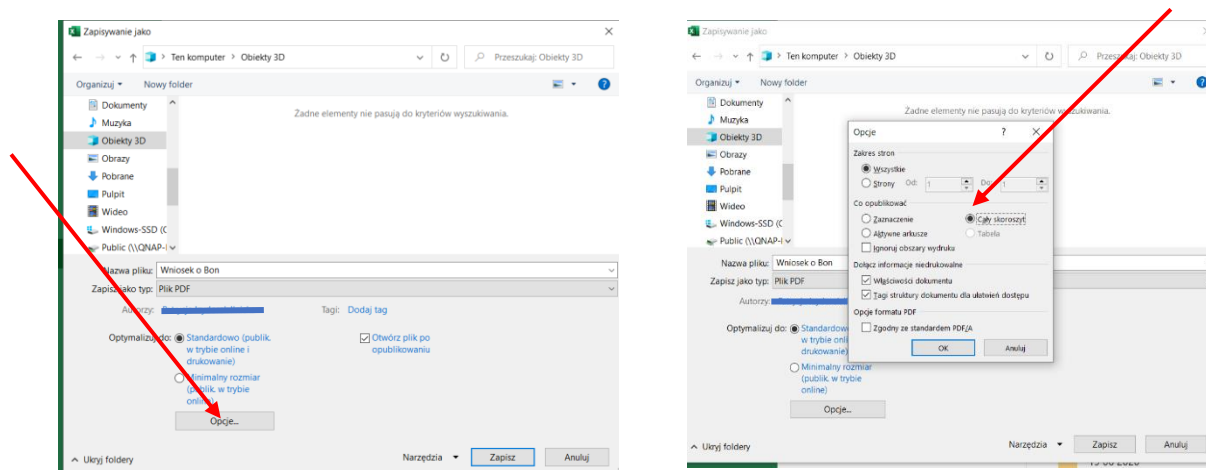 Zapisywanie jako
Ten komputer > Obiekty 3D
Przeszukaj: Obiekty 3D
Organizuj
Nowy folder
Dokumenty
Muzyka
Obiekty 3D
Obrazy
Pobrane
Pulpit
Wideo
Windows-SSD (C
Public (\\QNAP-I
Żadne elementy nie pasują do kryteriów wyszukiwania.
Nazwa pliku: Wniosek o Bon
Zapisz jako typ: Plik PDF
Autorzy:
Tagi: Dodaj tag
Optymalizuj do: Standardowo (publik.
w trybie online i
drukowanie)
Minimalny rozmiar
(publik. w trybie
online)
Otwórz plik po
opublikowaniu
Opcje...
Ukryj foldery
Narzędzia
Zapisz
Anuluj
Zapisywanie jako
Ten komputer > Obiekty 3D
Przeszukaj: Obiekty 3D
Organizuj
Nowy folder
Dokumenty
Muzyka
Obiekty 3D
Obrazy
Pobrane
Pulpit
Wideo
Windows-SSD (C
Public (\\QNAP-I
Żadne elementy nie pasują do kryteriów wyszukiwania.
Opcje ? X
Zakres stron
Wszystkie
Strony Od: 1 Do: 1
Co opublikować
Zaznaczenie
Cały skoroszyt
Aktywne arkusze
Tabela
Ignoruj obszary wydruku
Dołącz informacje niedrukowalne
Właściwości dokumentu
Tagi struktury dokumentu dla ułatwień dostępu
Opcje formatu PDF
Zgodny ze standardem PDF/A
OK
Anuluj
Nazwa pliku: Wniosek o Bon
Zapisz jako typ: Plik PDF
Autorzy:
Optymalizuj do: Standardowo
w trybie onli
drukowanie)
Minimalny rozmiar
(publik. w trybie
online)
Opcje...
Ukryj foldery
Narzędzia
Zapisz
Anuluj